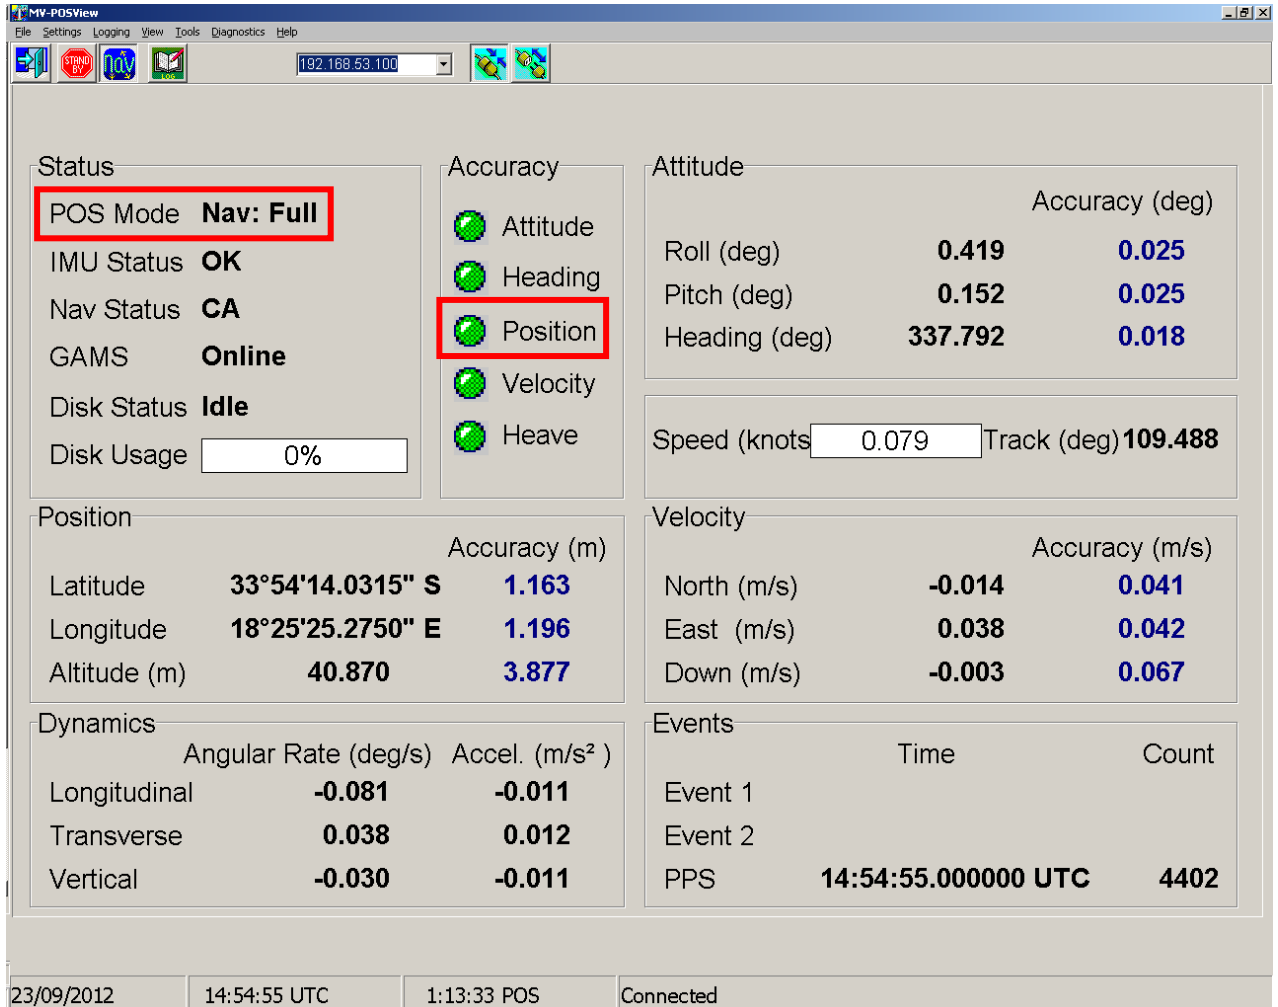 MV-POSView
File Settings Logging View Tools Diagnostics Help
STAND BY nav LOG 192.168.53.100
Status
POS Mode Nav: Full
IMU Status OK
Nav Status CA
GAMS Online
Disk Status Idle
Disk Usage 0%
Accuracy
Attitude
Heading
Position
Velocity
Heave
Attitude
Accuracy (deg)
Roll (deg) 0.419 0.025
Pitch (deg) 0.152 0.025
Heading (deg) 337.792 0.018
Speed (knots 0.079 Track (deg) 109.488
Position
Accuracy (m)
Latitude 33°54'14.0315" S 1.163
Longitude 18°25'25.2750" E 1.196
Altitude (m) 40.870 3.877
Velocity
Accuracy (m/s)
North (m/s) -0.014 0.041
East (m/s) 0.038 0.042
Down (m/s) -0.003 0.067
Dynamics
Angular Rate (deg/s) Accel. (m/s² )
Longitudinal -0.081 -0.011
Transverse 0.038 0.012
Vertical -0.030 -0.011
Events
Time Count
Event 1
Event 2
PPS 14:54:55.000000 UTC 4402
23/09/2012 14:54:55 UTC 1:13:33 POS Connected